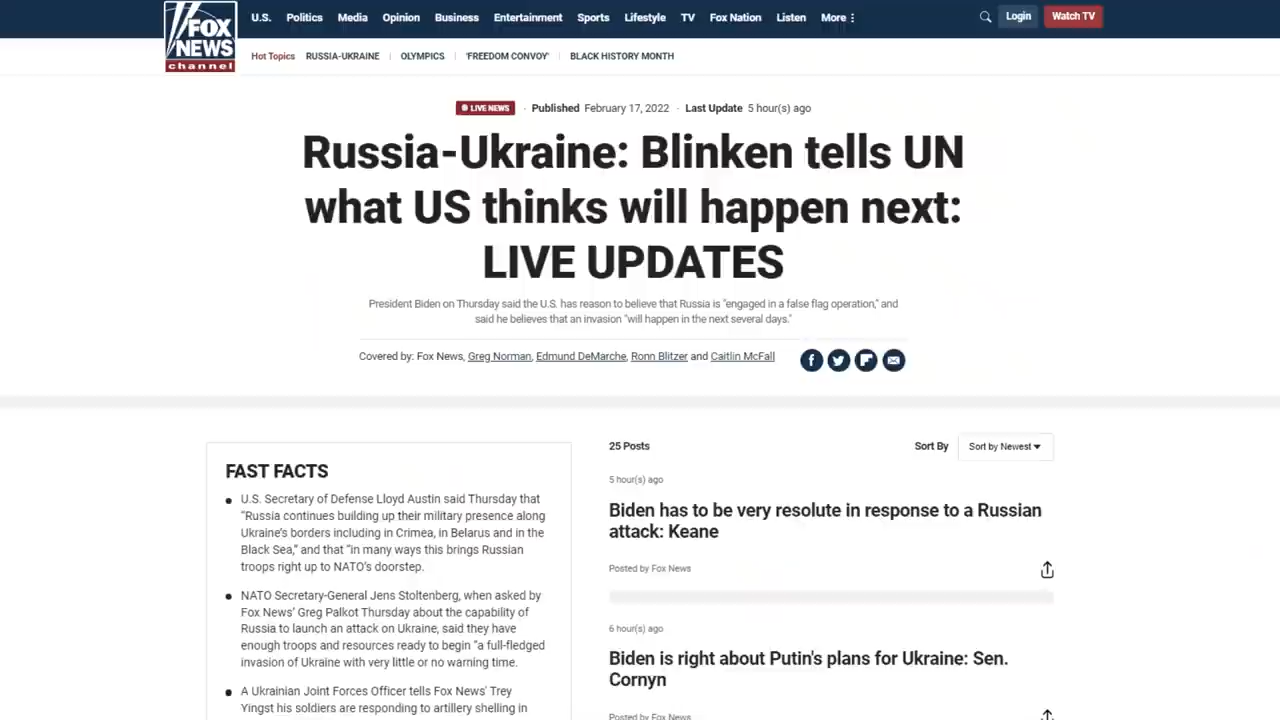 FOX
NEWS
channel
U.S. Politics Media Opinion Business Entertainment Sports Lifestyle TV Fox Nation Listen More
Login
Watch TV
Hot Topics RUSSIA-UKRAINE OLYMPICS 'FREEDOM CONVOY' BLACK HISTORY MONTH
LIVE NEWS · Published February 17, 2022 · Last Update 5 hour(s) ago
Russia-Ukraine: Blinken tells UN
what US thinks will happen next:
LIVE UPDATES
President Biden on Thursday said the U.S. has reason to believe that Russia is "engaged in a false flag operation," and
said he believes that an invasion "will happen in the next several days."
Covered by: Fox News, Greg Norman, Edmund DeMarche, Ronn Blitzer and Caitlin McFall
FAST FACTS
U.S. Secretary of Defense Lloyd Austin said Thursday that
"Russia continues building up their military presence along
Ukraine's borders including in Crimea, in Belarus and in the
Black Sea," and that "in many ways this brings Russian
troops right up to NATO's doorstep.
NATO Secretary-General Jens Stoltenberg, when asked by
Fox News' Greg Palkot Thursday about the capability of
Russia to launch an attack on Ukraine, said they have
enough troops and resources ready to begin "a full-fledged
invasion of Ukraine with very little or no warning time.
A Ukrainian Joint Forces Officer tells Fox News' Trey
Yingst his soldiers are responding to artillery shelling in
25 Posts
Sort By Sort by Newest
5 hour(s) ago
Biden has to be very resolute in response to a Russian
attack: Keane
Posted by Fox News
6 hour(s) ago
Biden is right about Putin's plans for Ukraine: Sen.
Cornyn
Posted by Fox News